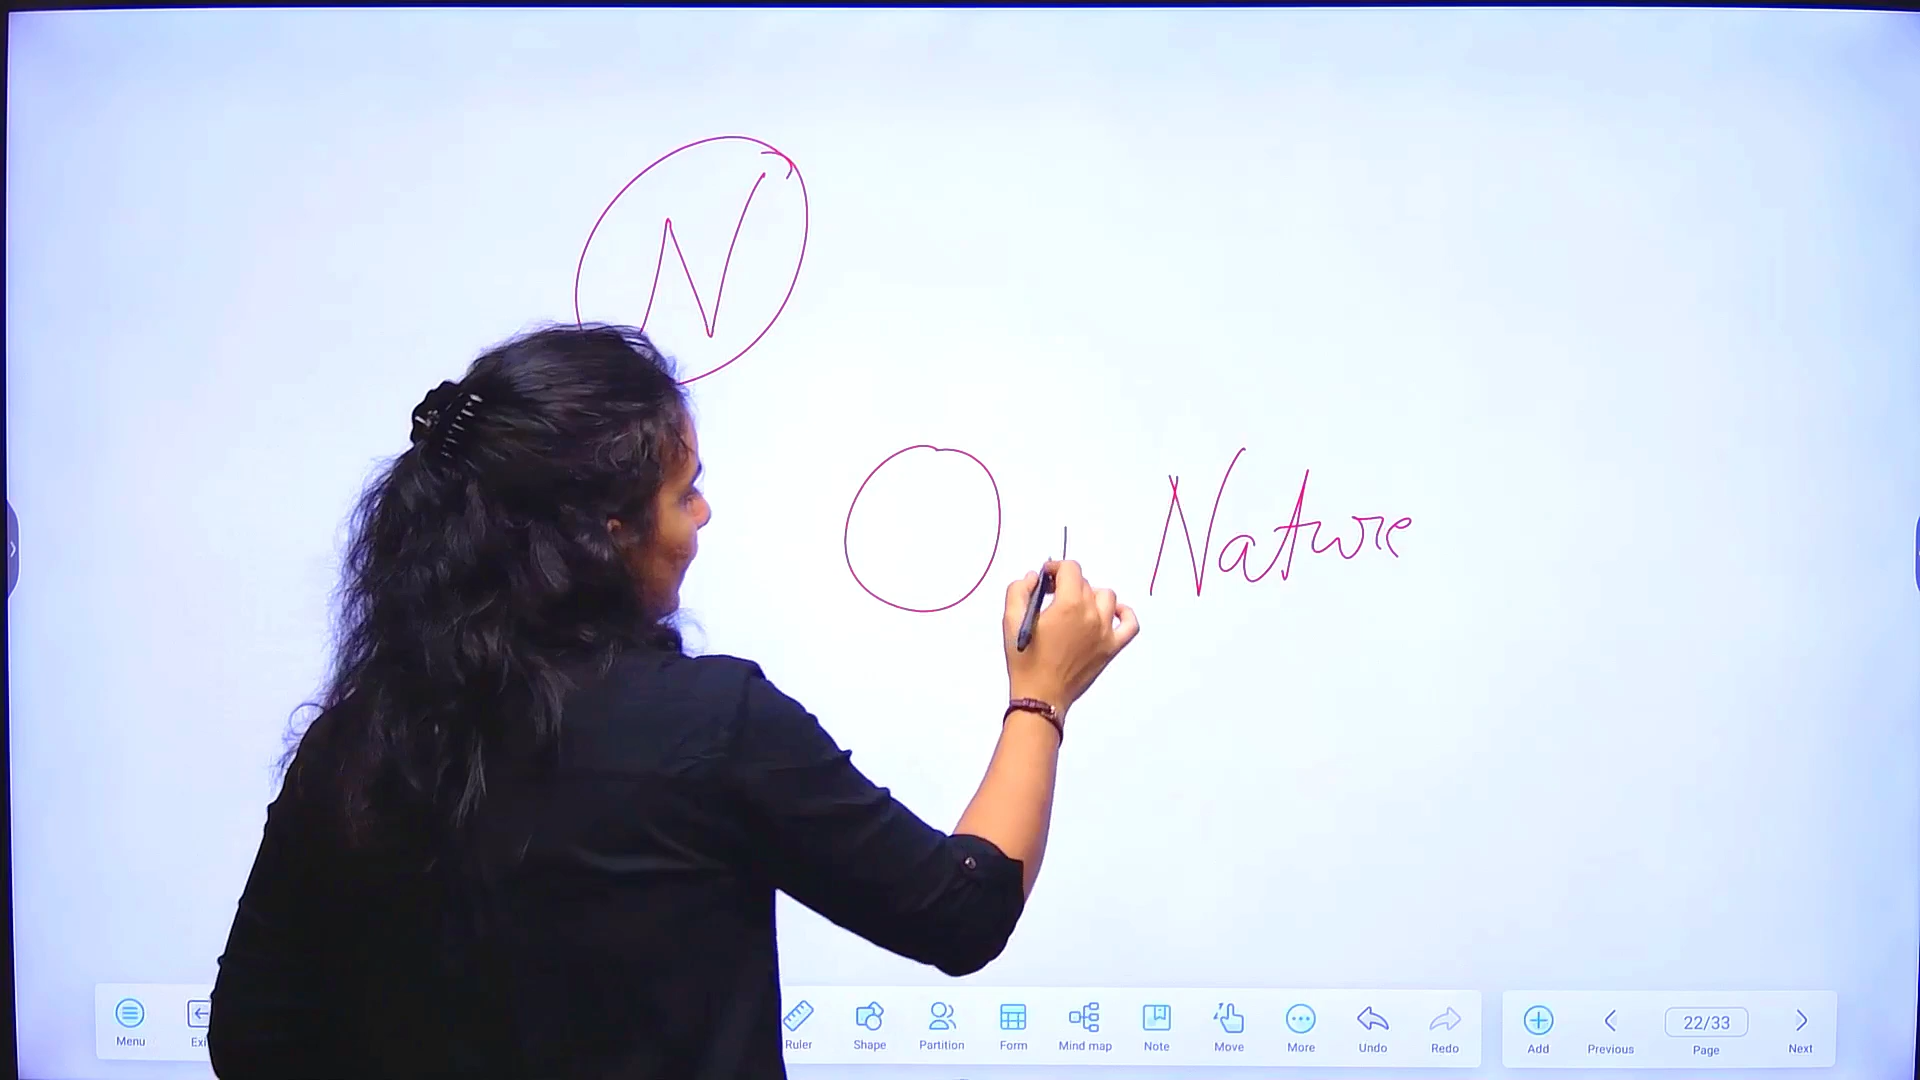 N
Nature
Menu
Ruler Shape Partition Form Mind map Note Move More Undo Redo
Add Previous 22/33 Page Next